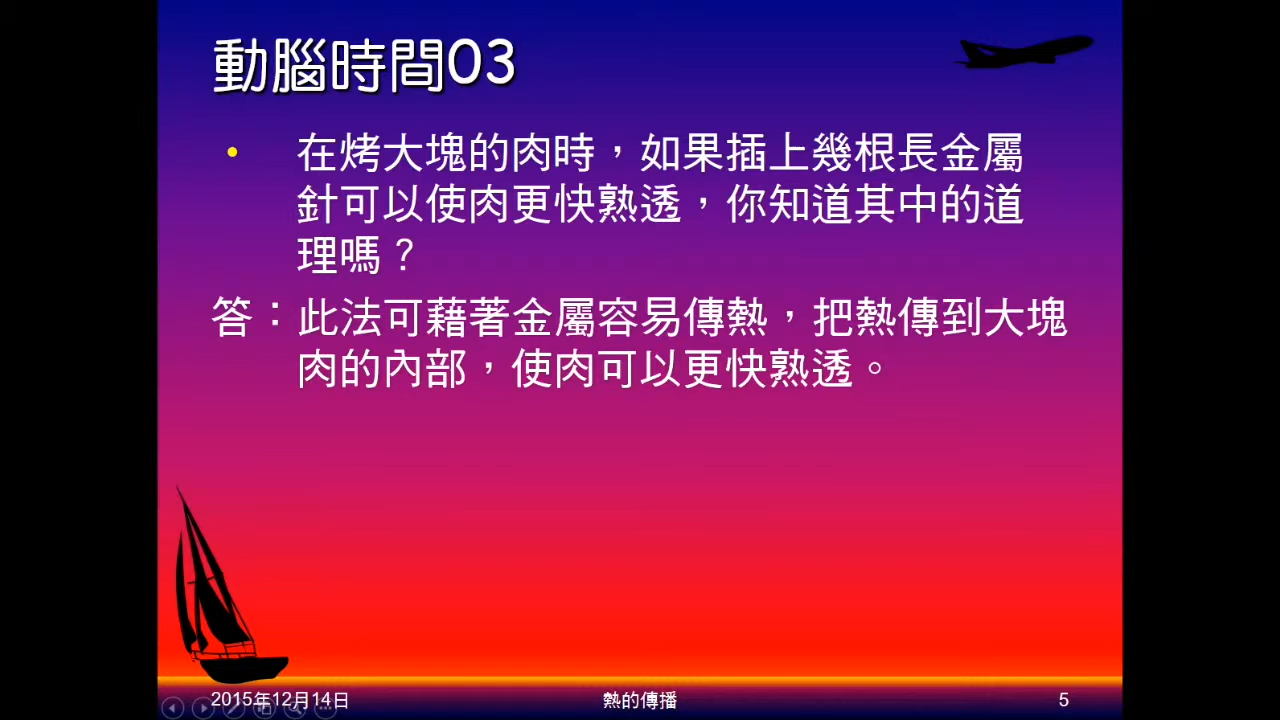 動腦時間03
• 在烤大塊的肉時，如果插上幾根長金屬
針可以使肉更快熟透，你知道其中的道
理嗎？
答：此法可藉著金屬容易傳熱，把熱傳到大塊
肉的內部，使肉可以更快熟透。
2015年12月14日
熱的傳播
5